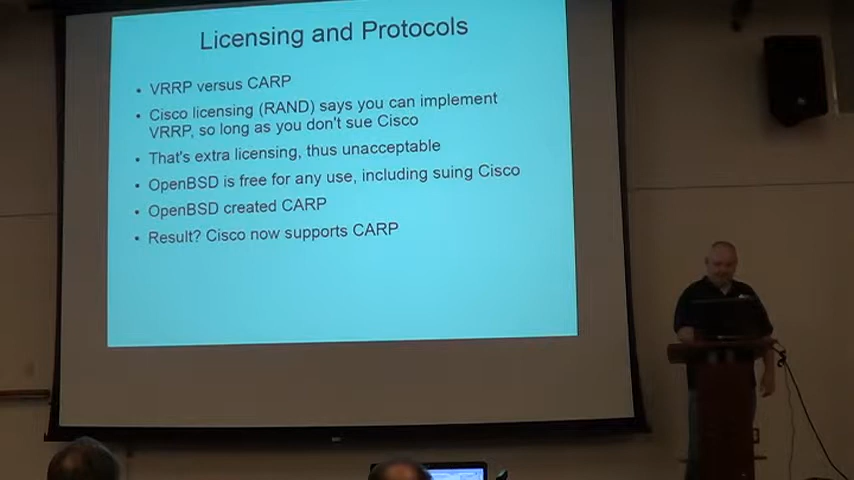 Licensing and Protocols
• VRRP versus CARP
• Cisco licensing (RAND) says you can implement
VRRP, so long as you don't sue Cisco
• That's extra licensing, thus unacceptable
• OpenBSD is free for any use, including suing Cisco
• OpenBSD created CARP
• Result? Cisco now supports CARP